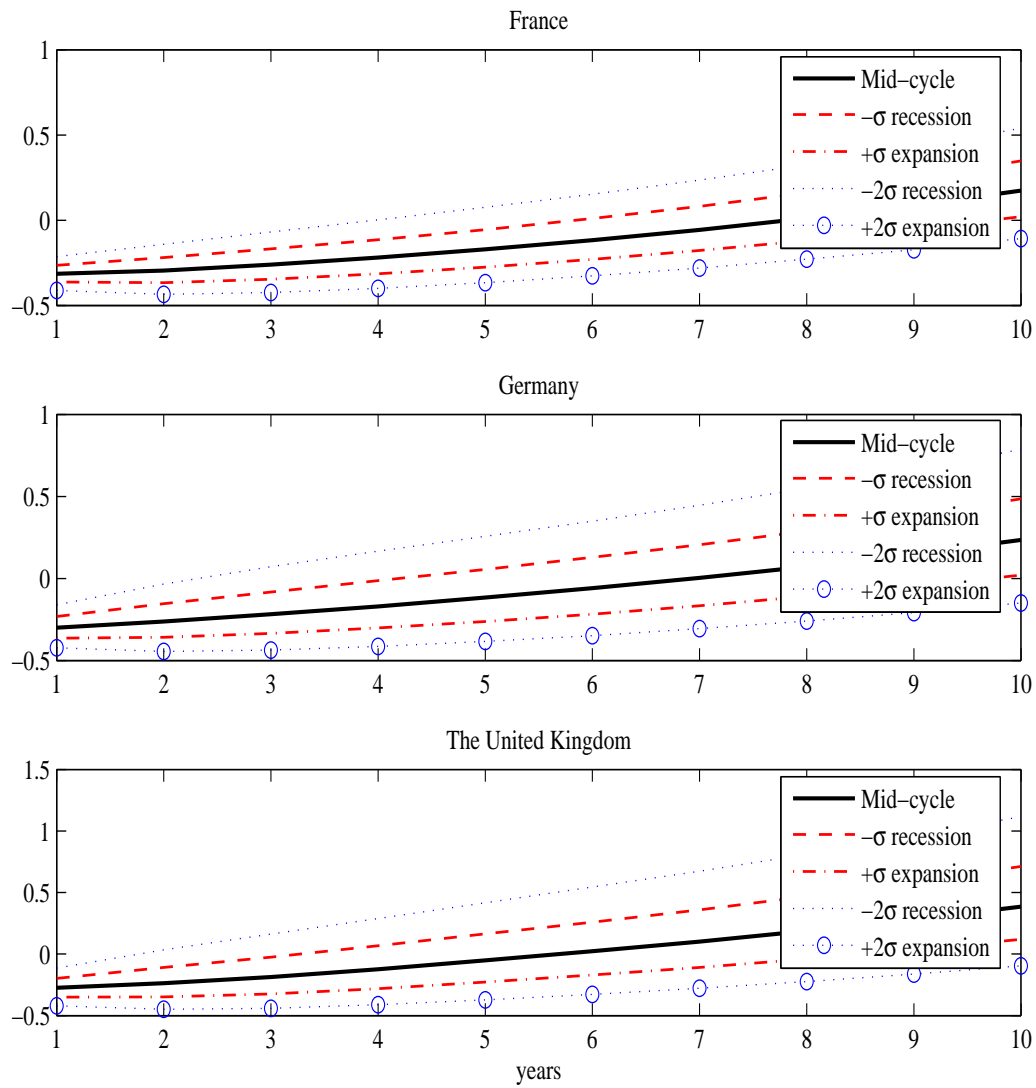 France
1
0.5
0
−0.5
Mid−cycle
−σ recession
+σ expansion
−2σ recession
+2σ expansion
1 2 3 4 5 6 7 8 9 10
Germany
1
0.5
0
−0.5
Mid−cycle
−σ recession
+σ expansion
−2σ recession
+2σ expansion
1 2 3 4 5 6 7 8 9 10
The United Kingdom
1.5
1
0.5
0
−0.5
Mid−cycle
−σ recession
+σ expansion
−2σ recession
+2σ expansion
1 2 3 4 5 6 7 8 9 10
years